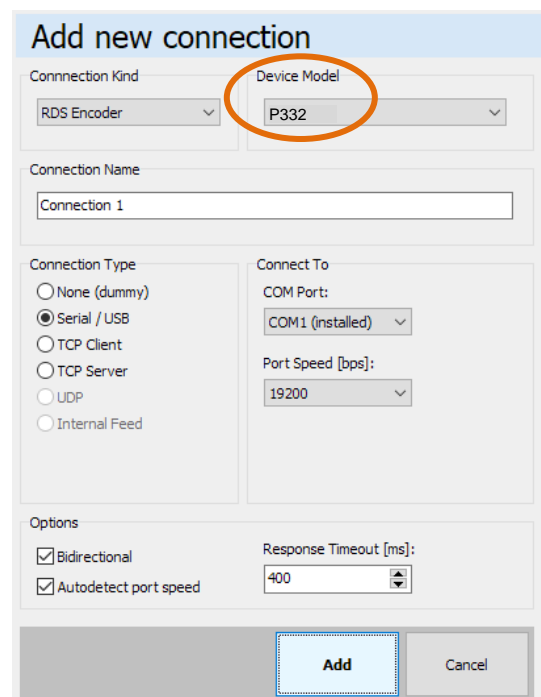 Add new connection
Connnection Kind
Device Model
RDS Encoder
P332
Connection Name
Connection 1
Connection Type
None (dummy)
Serial / USB
TCP Client
TCP Server
UDP
Internal Feed
Connect To
COM Port:
COM1 (installed)
Port Speed [bps]:
19200
Options
Bidirectional
Autodetect port speed
Response Timeout [ms]:
400
Add
Cancel